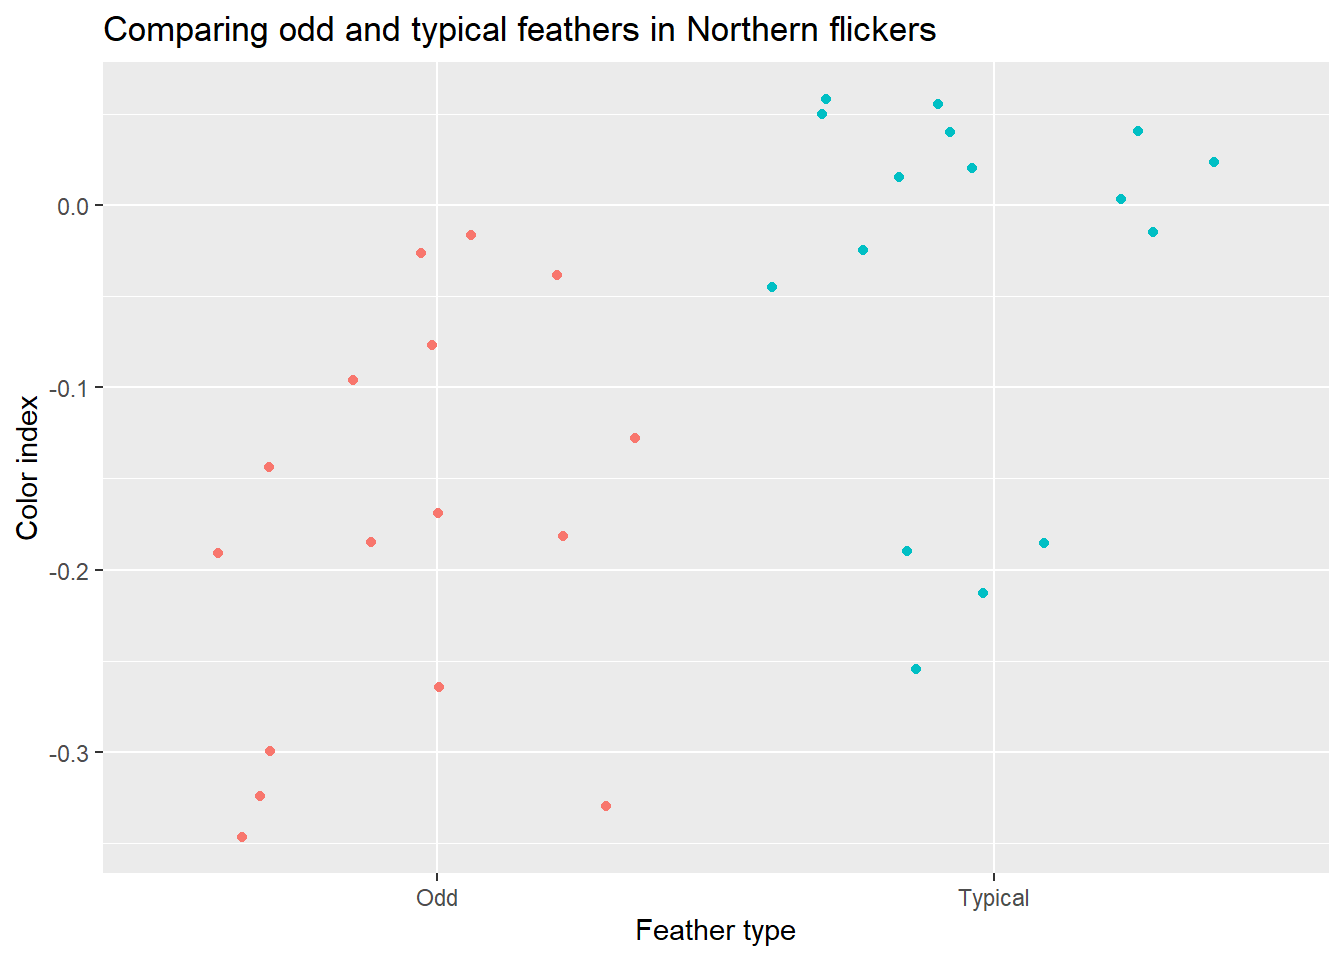 Comparing odd and typical feathers in Northern flickers
0.0
-0.1
-0.2
-0.3
Color index
Odd Typical
Feather type